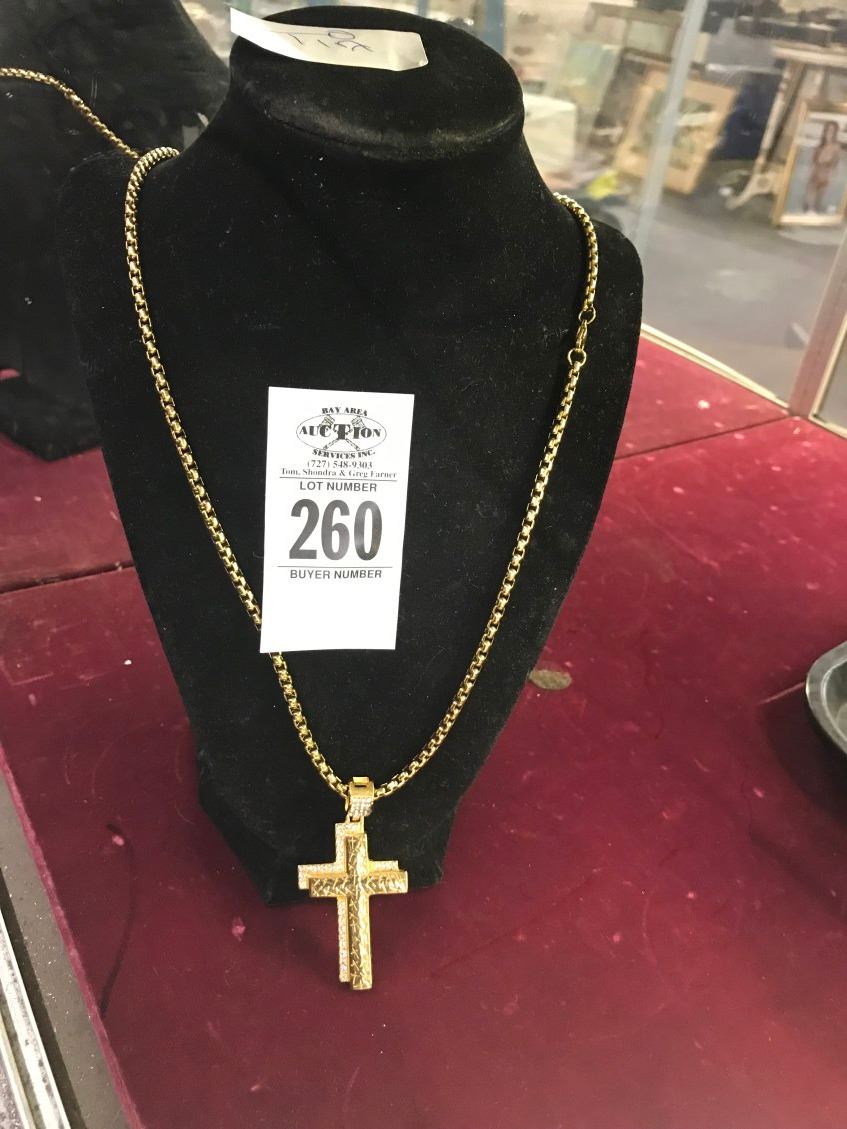 BAY AREA
AUCTION
SERVICES INC.
(727) 548-9303
Tom, Shondra & Greg Farner
LOT NUMBER
260
BUYER NUMBER